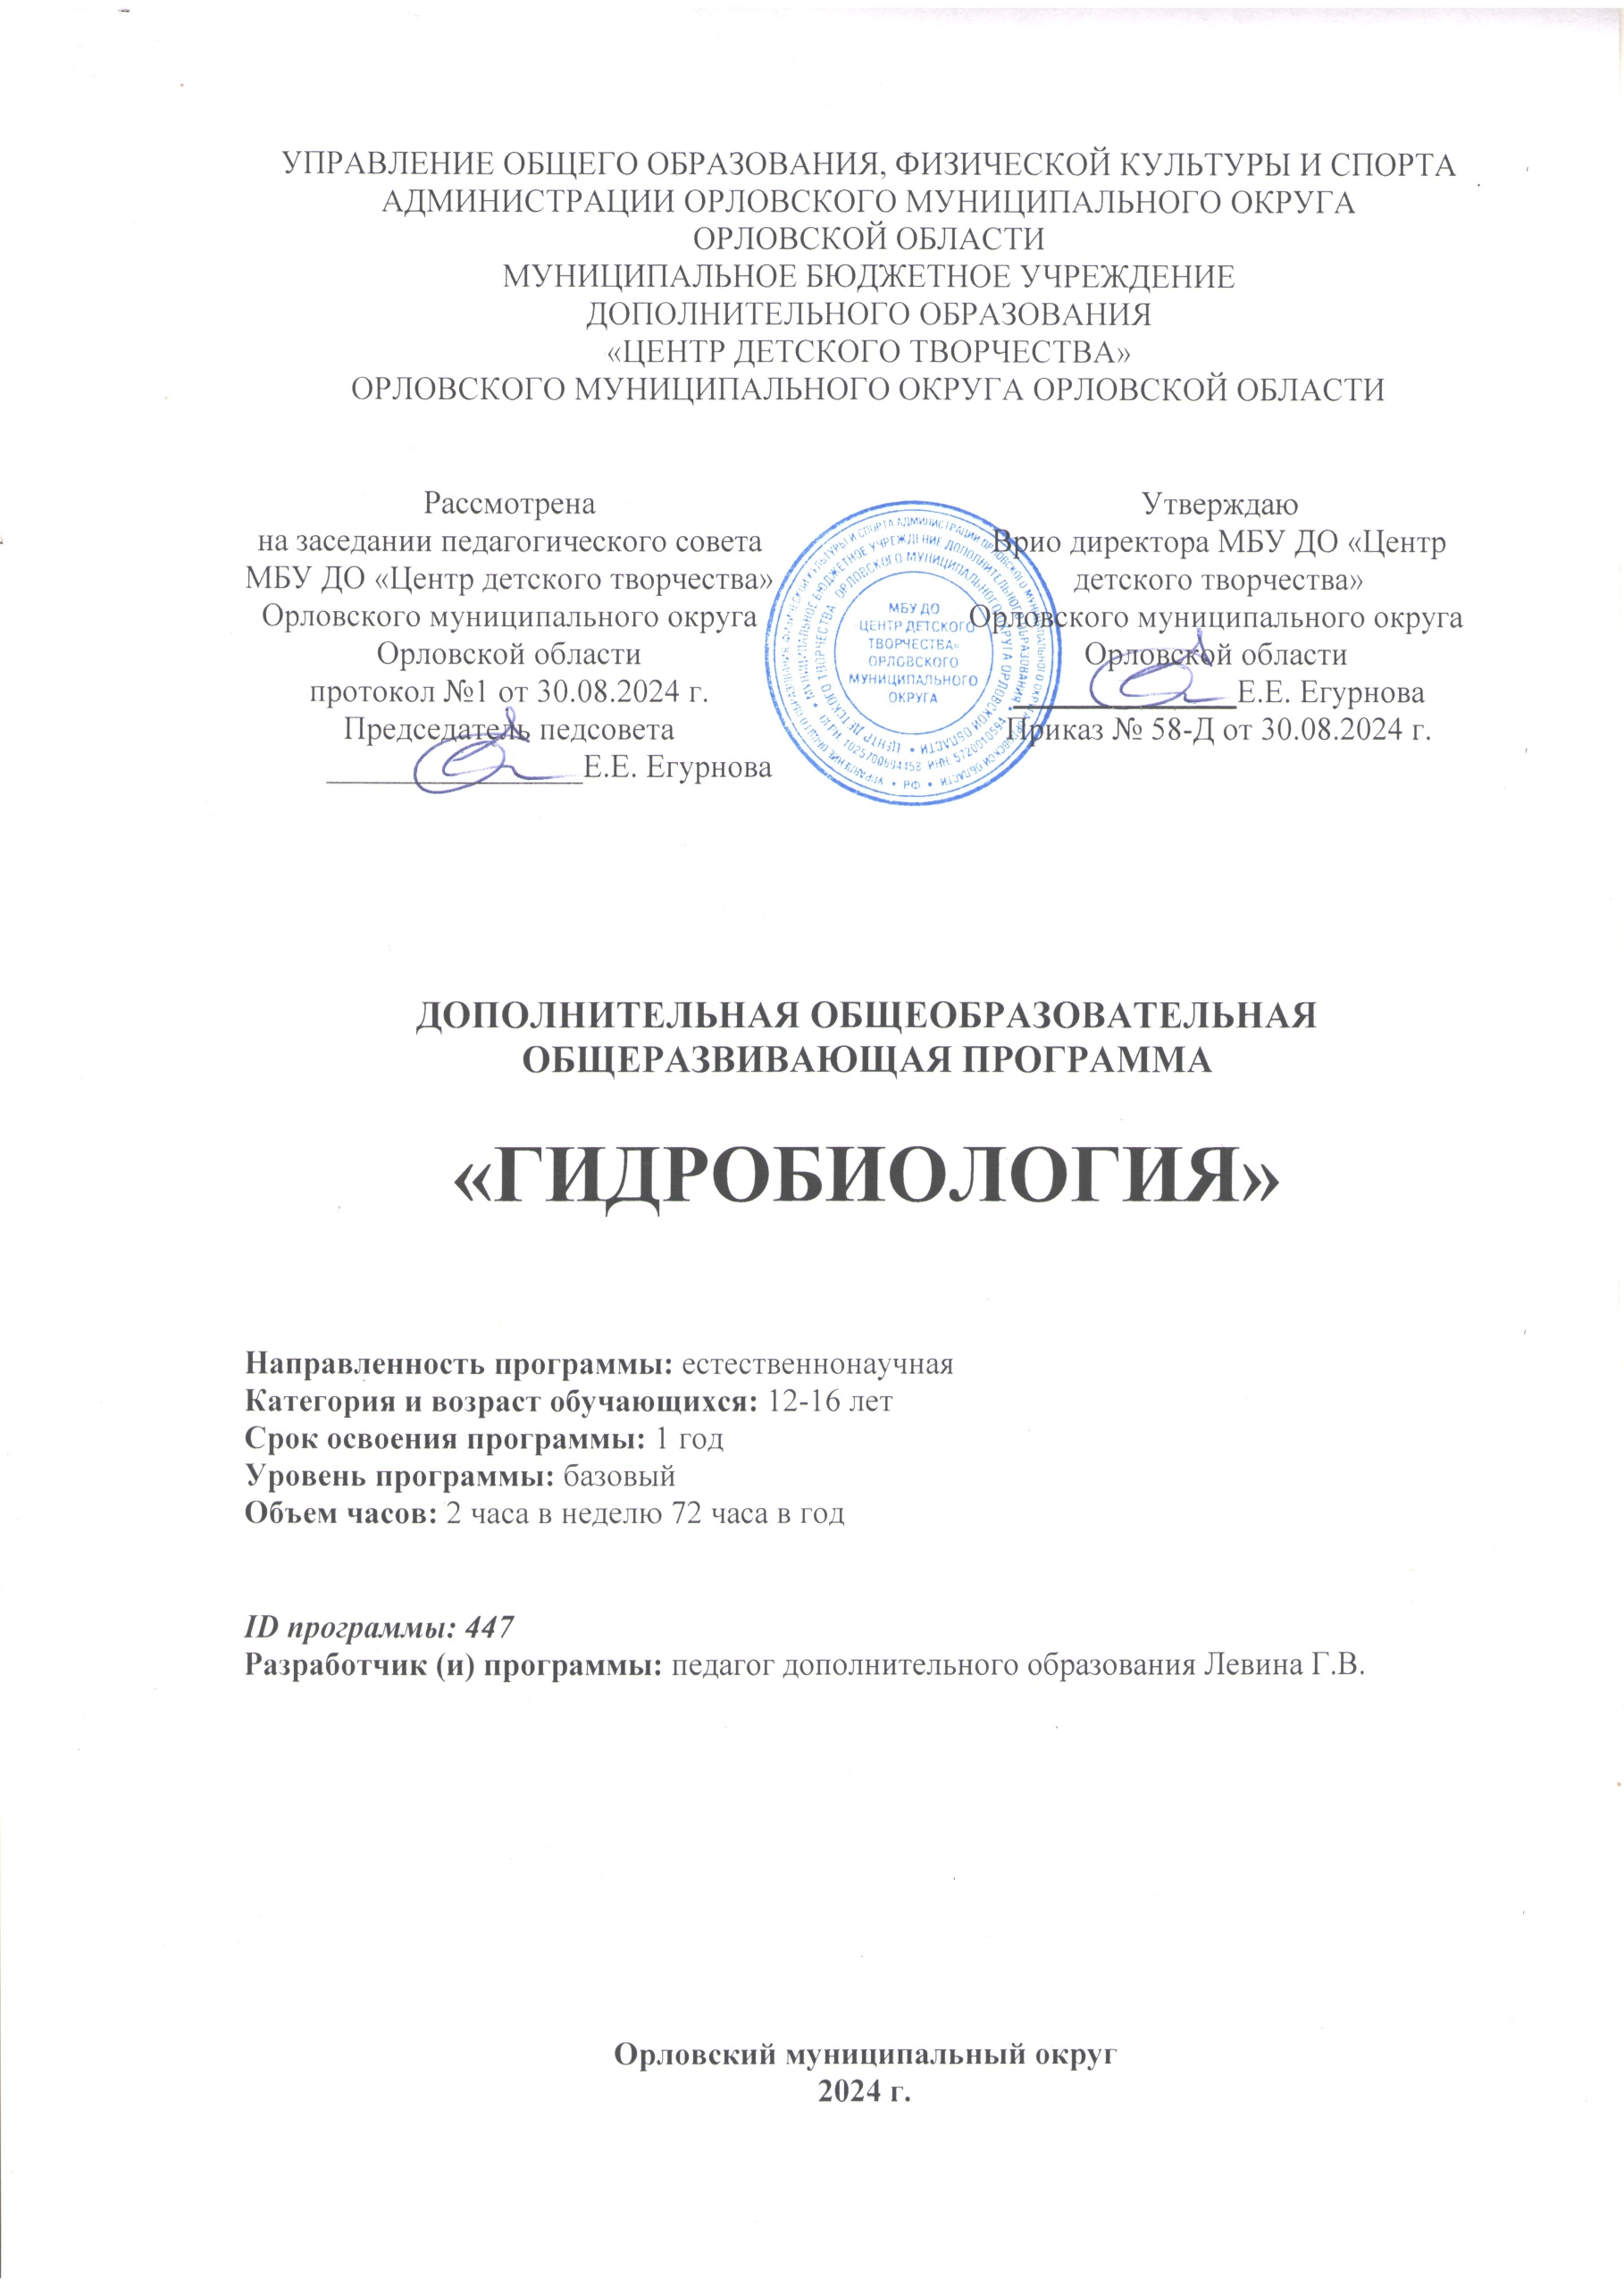 УПРАВЛЕНИЕ ОБЩЕГО ОБРАЗОВАНИЯ, ФИЗИЧЕСКОЙ КУЛЬТУРЫ И СПОРТА
АДМИНИСТРАЦИИ ОРЛОВСКОГО МУНИЦИПАЛЬНОГО ОКРУГА
ОРЛОВСКОЙ ОБЛАСТИ
МУНИЦИПАЛЬНОЕ БЮДЖЕТНОЕ УЧРЕЖДЕНИЕ
ДОПОЛНИТЕЛЬНОГО ОБРАЗОВАНИЯ
«ЦЕНТР ДЕТСКОГО ТВОРЧЕСТВА»
ОРЛОВСКОГО МУНИЦИПАЛЬНОГО ОКРУГА ОРЛОВСКОЙ ОБЛАСТИ
Рассмотрена
на заседании педагогического совета
МБУ ДО «Центр детского творчества»
Орловского муниципального округа
Орловской области
протокол №1 от 30.08.2024 г.
Председатель педсовета
Е.Е. Егурнова
МБУ ДО
ЦЕНТР ДЕТСКОГО
ТВОРЧЕСТВА»
ОРЛОВСКОГО
МУНИЦИПАЛЬНОГО
ОКРУГА
Утверждаю
Врио директора МБУ ДО «Центр
детского творчества»
Орловского муниципального округа
Орловской области
Е.Е. Егурнова
Приказ № 58-Д от 30.08.2024 г.
ДОПОЛНИТЕЛЬНАЯ ОБЩЕОБРАЗОВАТЕЛЬНАЯ
ОБЩЕРАЗВИВАЮЩАЯ ПРОГРАММА
«ГИДРОБИОЛОГИЯ»
Направленность программы: естественнонаучная
Категория и возраст обучающихся: 12-16 лет
Срок освоения программы: 1 год
Уровень программы: базовый
Объем часов: 2 часа в неделю 72 часа в год
ID программы: 447
Разработчик (и) программы: педагог дополнительного образования Левина Г.В.
Орловский муниципальный округ
2024 г.